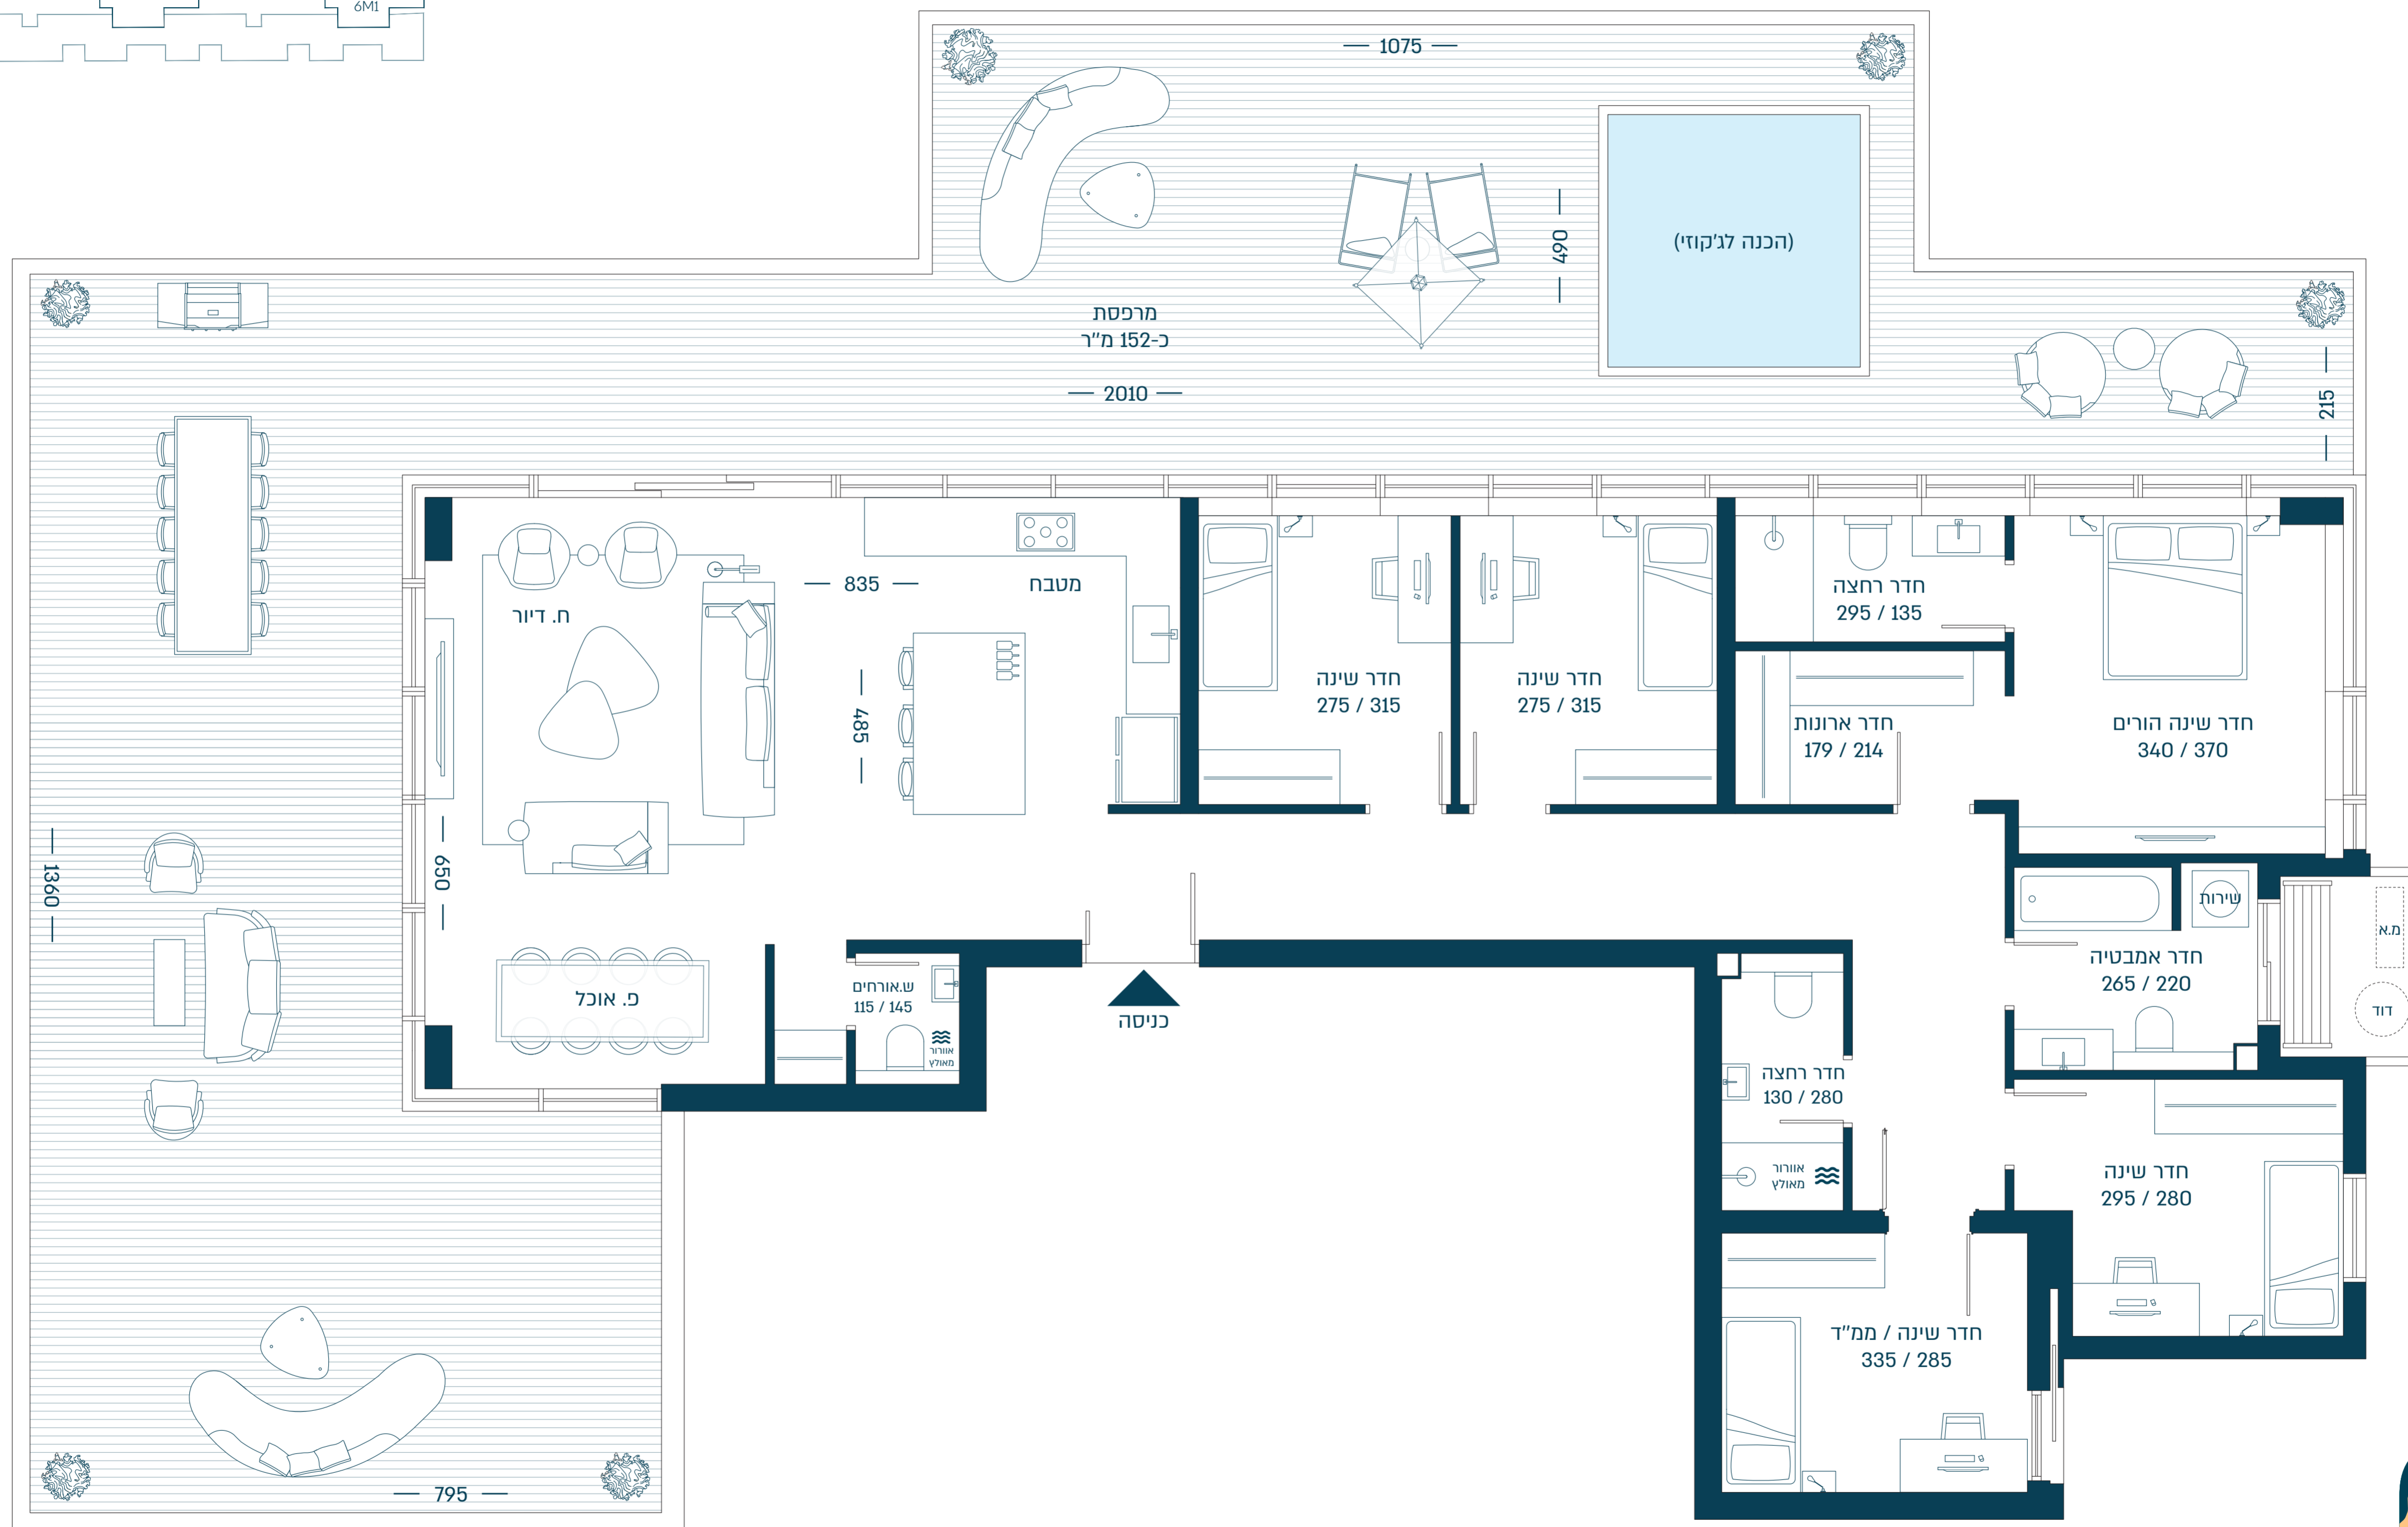 6M1
1075
490
(הכנה לג'קוזי)
מרפסת
כ-152 מ"ר
2010
215
ח. דיור
835
מטבח
485
650
1360
פ. אוכל
795
ש.אורחים
115 / 145
אוורור
מאולץ
כניסה
חדר שינה
275 / 315
חדר שינה
275 / 315
חדר רחצה
295 / 135
חדר ארונות
179 / 214
חדר שינה הורים
340 / 370
שירות
מ.א
דוד
חדר אמבטיה
265 / 220
חדר רחצה
130 / 280
אוורור
מאולץ
חדר שינה
295 / 280
חדר שינה / ממ"ד
335 / 285